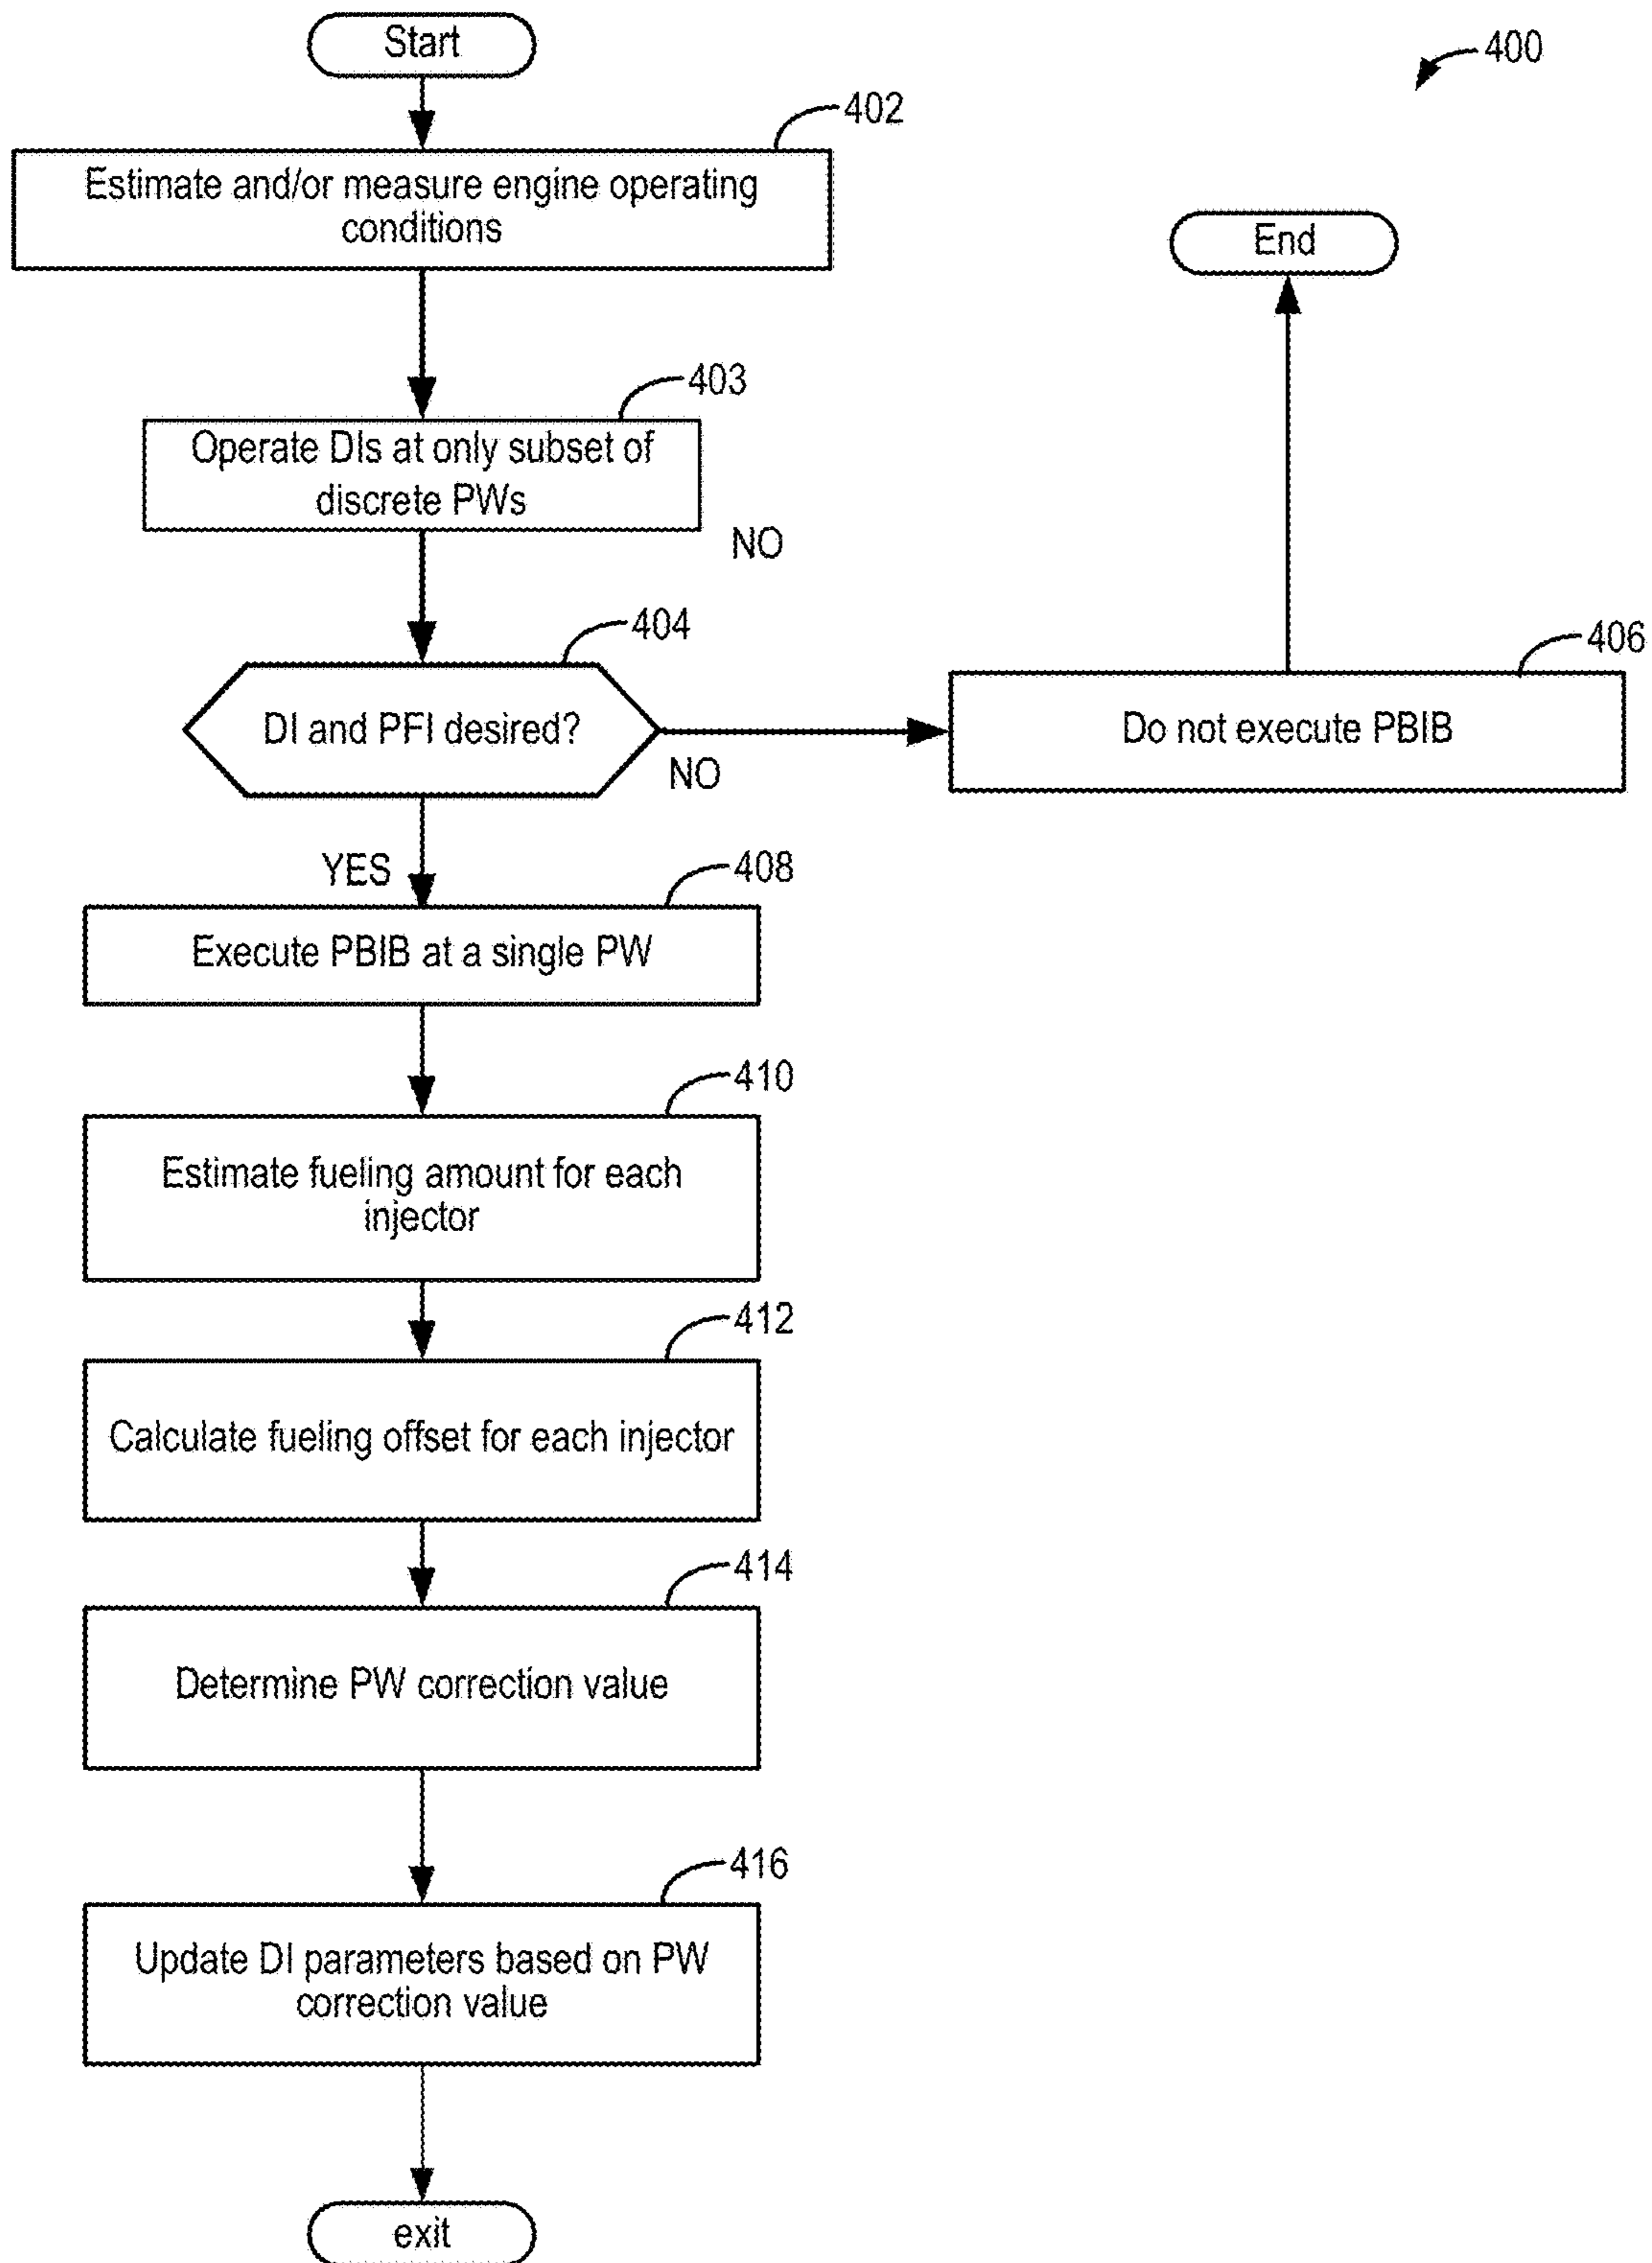 Start
400
402
Estimate and/or measure engine operating
conditions
End
403
Operate DIs at only subset of
discrete PWs
NO
404
DI and PFI desired?
NO
406
Do not execute PBIB
YES
408
Execute PBIB at a single PW
410
Estimate fueling amount for each
injector
412
Calculate fueling offset for each injector
414
Determine PW correction value
416
Update DI parameters based on PW
correction value
exit